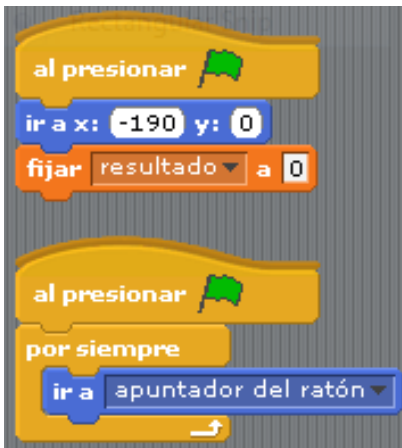 al presionar
ir a x: -190 y: 0
fijar resultado a 0
al presionar
por siempre
ir a apuntador del ratón